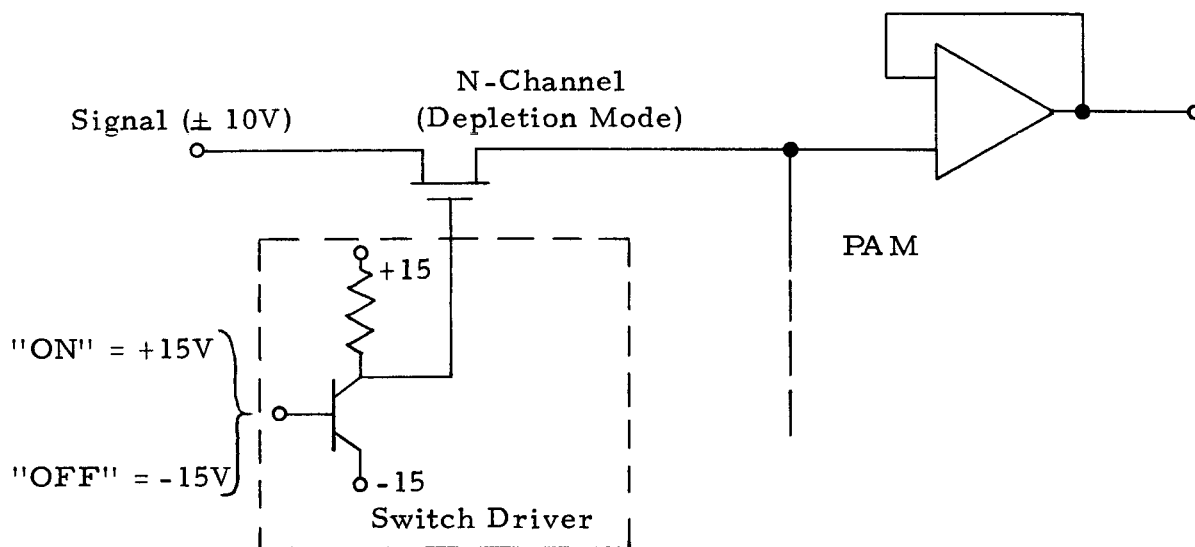 N-Channel
(Depletion Mode)
Signal (± 10V)
PAM
+15
"ON" = +15V
"OFF" = -15V
-15
Switch Driver